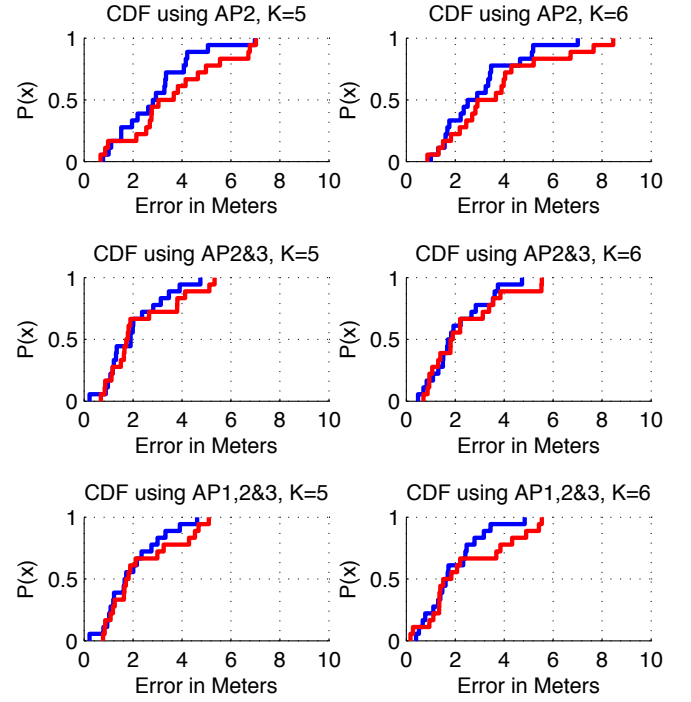 CDF using AP2, K=5
P(x)
1
0.5
0
0 2 4 6 8 10
Error in Meters
CDF using AP2, K=6
P(x)
1
0.5
0
0 2 4 6 8 10
Error in Meters
CDF using AP2&3, K=5
P(x)
1
0.5
0
0 2 4 6 8 10
Error in Meters
CDF using AP2&3, K=6
P(x)
1
0.5
0
0 2 4 6 8 10
Error in Meters
CDF using AP1,2&3, K=5
P(x)
1
0.5
0
0 2 4 6 8 10
Error in Meters
CDF using AP1,2&3, K=6
P(x)
1
0.5
0
0 2 4 6 8 10
Error in Meters